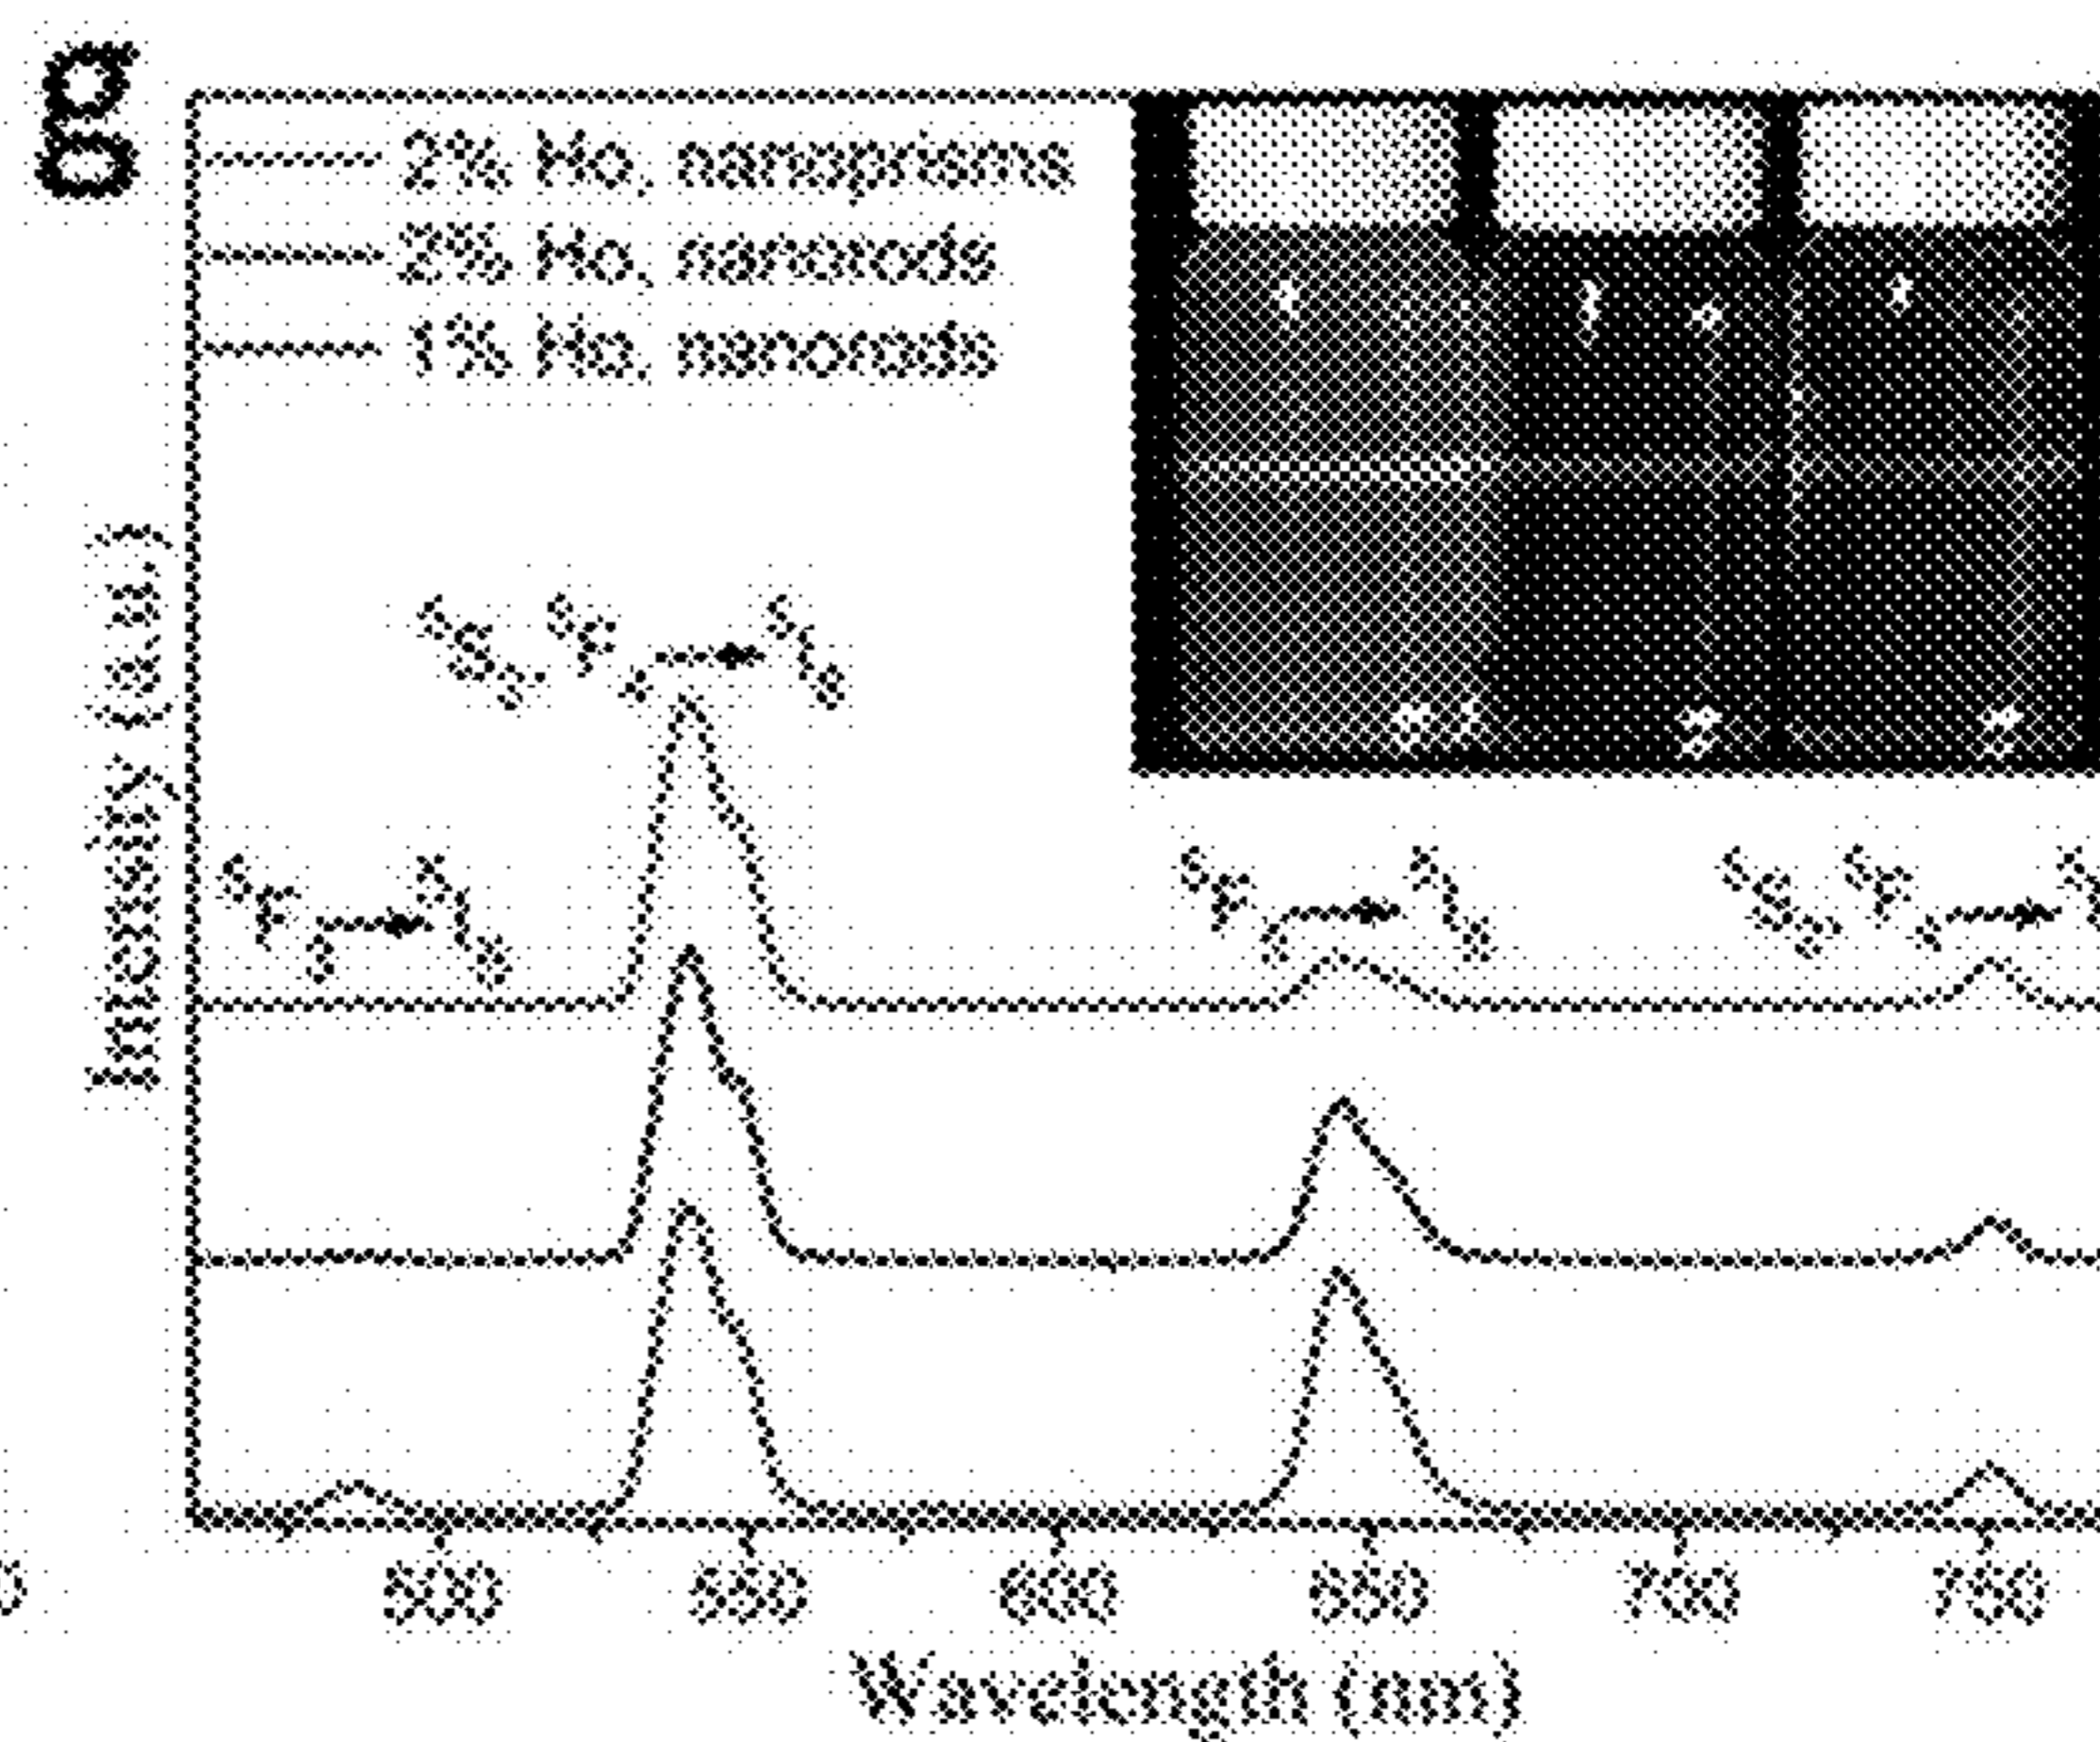 g
2% Ho, nanoprisms
2% Ho, nanorods
1% Ho, nanorods
Intensity (a. u.)
500 550 600 650 700 750
Wavelength (nm)